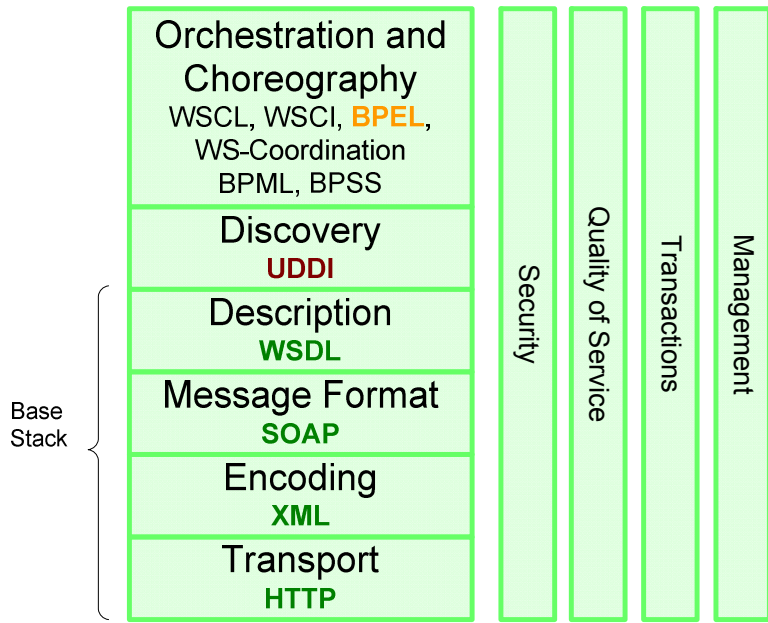 Orchestration and
Choreography
WSCL, WSCI, BPEL,
WS-Coordination
BPML, BPSS
Discovery
UDDI
Description
WSDL
Message Format
SOAP
Encoding
XML
Transport
HTTP
Base
Stack
Security
Quality of Service
Transactions
Management